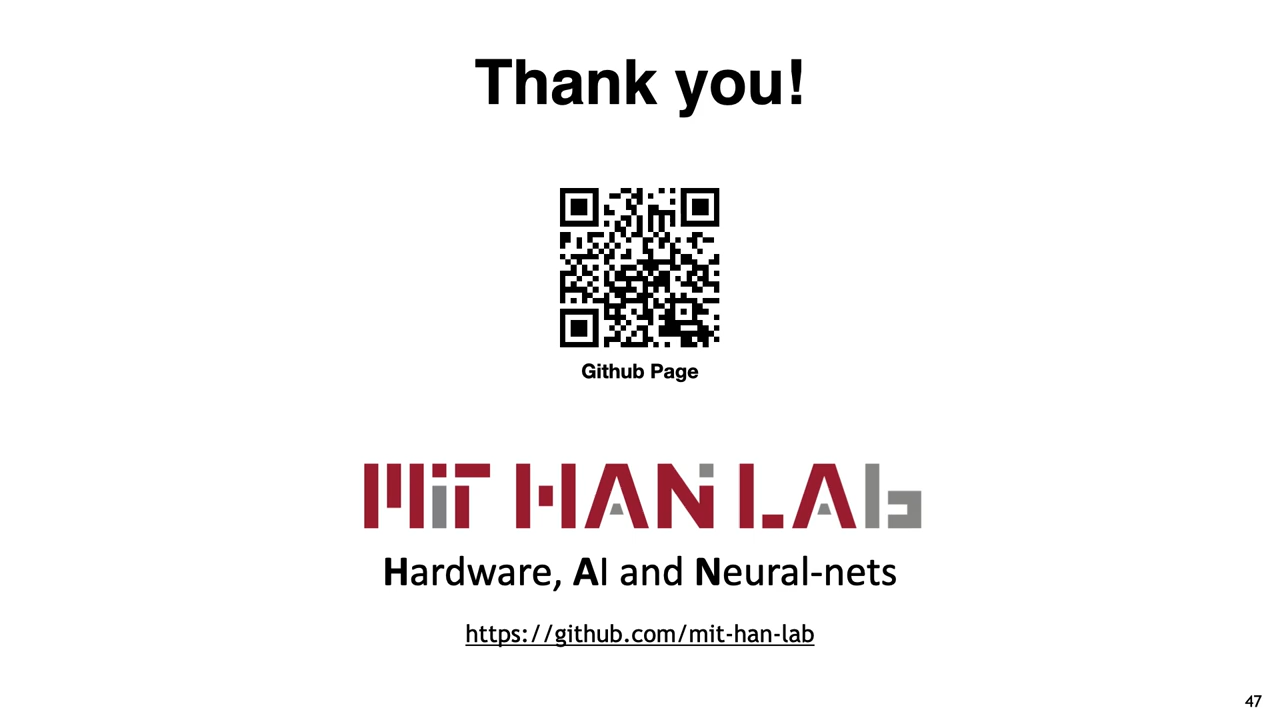 Thank you!
Github Page
MiT HAN LAb
Hardware, AI and Neural-nets
https://github.com/mit-han-lab
47